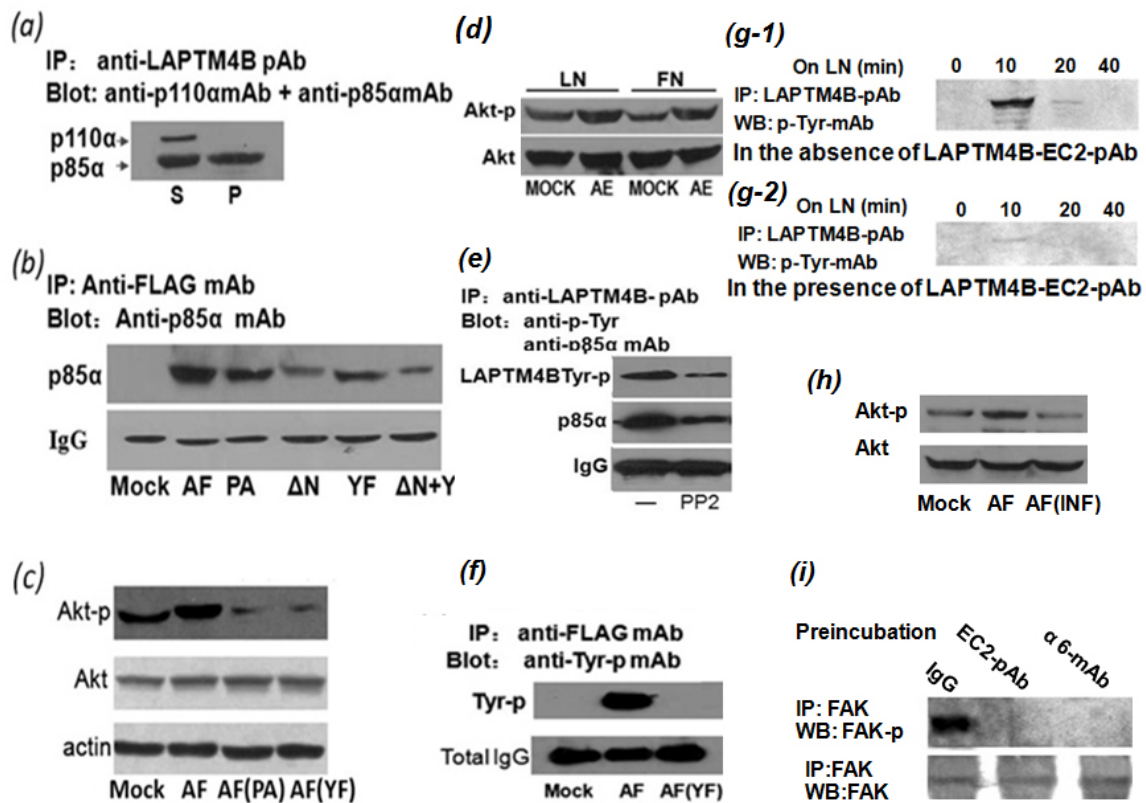 (a)
IP: anti-LAPTM4B pAb
Blot: anti-p110αmAb + anti-p85αmAb
p110α
p85α
S P
(b)
IP: Anti-FLAG mAb
Blot: Anti-p85α mAb
p85α
IgG
Mock AF PA ΔN YF ΔN+Y
(c)
Akt-p
Akt
actin
Mock AF AF(PA) AF(YF)
(d)
LN FN
Akt-p
Akt
MOCK AE MOCK AE
(e)
IP: anti-LAPTM4B-pAb
Blot: anti-p-Tyr
anti-p85α mAb
LAPTM4BTyr-p
p85α
IgG
— PP2
(f)
IP: anti-FLAG mAb
Blot: anti-Tyr-p mAb
Tyr-p
Total IgG
Mock AF AF(YF)
(g-1)
On LN (min) 0 10 20 40
IP: LAPTM4B-pAb
WB: p-Tyr-mAb
In the absence of LAPTM4B-EC2-pAb
(g-2)
On LN (min) 0 10 20 40
IP: LAPTM4B-pAb
WB: p-Tyr-mAb
In the presence of LAPTM4B-EC2-pAb
(h)
Akt-p
Akt
Mock AF AF(INF)
(i)
Preincubation IgG EC2-pAb α6-mAb
IP: FAK
WB: FAK-p
IP:FAK
WB:FAK